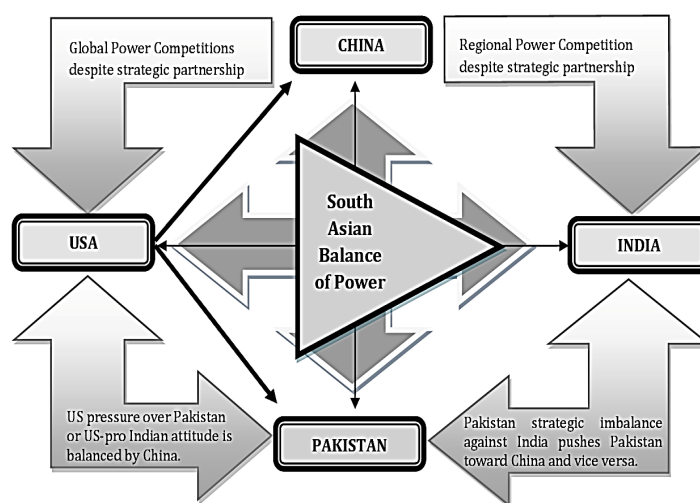 Global Power Competitions
despite strategic partnership
CHINA
Regional Power Competition
despite strategic partnership
USA
South
Asian
Balance
of Power
INDIA
US pressure over Pakistan
or US-pro Indian attitude is
balanced by China.
PAKISTAN
Pakistan strategic imbalance
against India pushes Pakistan
toward China and vice versa.